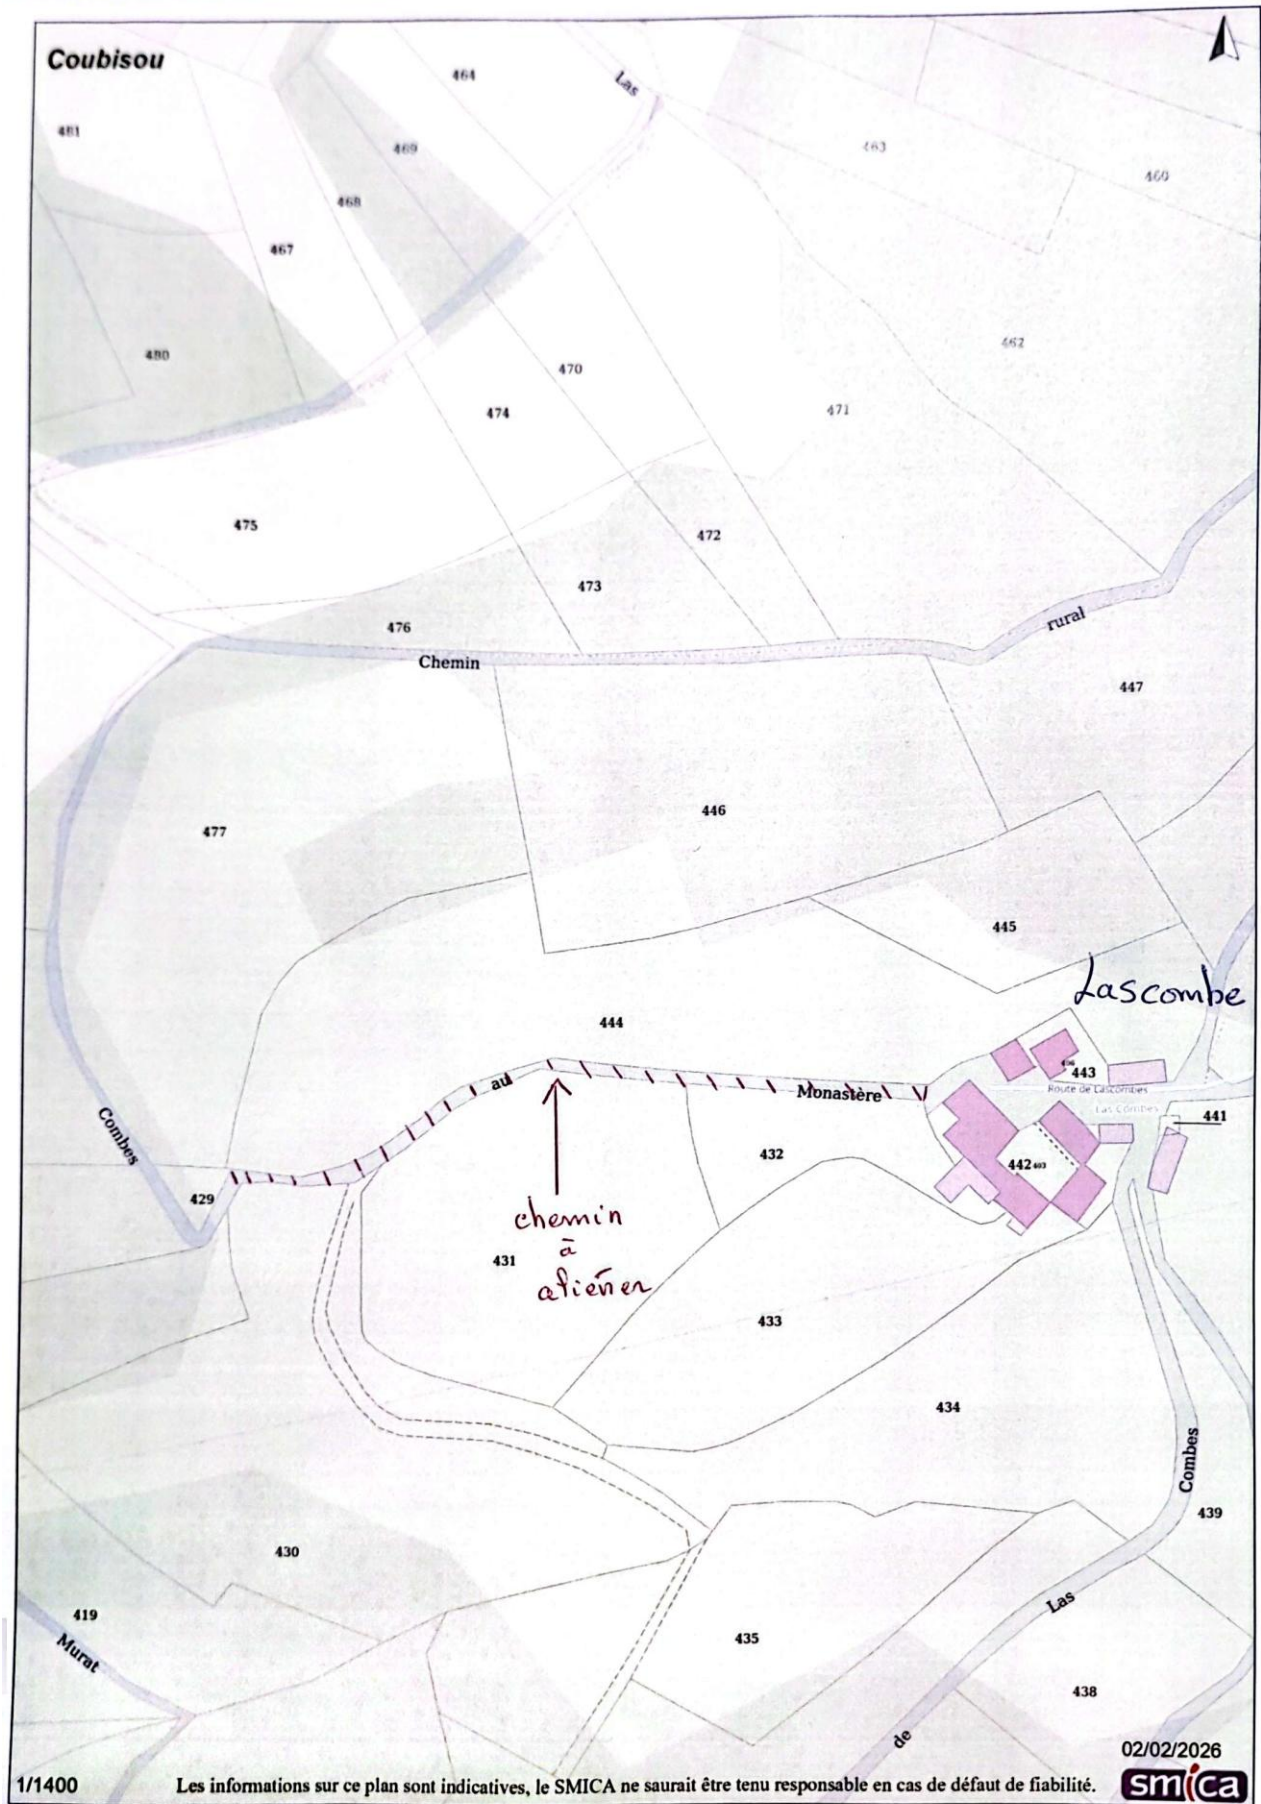 Coubisou
464
Las
481
469
463
460
468
467
480
462
470
474
471
475
472
473
476
rural
Chemin
447
446
477
445
Lascombe
444
au
496
443
Monastère
Route de Lascombes
Las Combes
441
Combes
432
442 403
429
chemin
à
aliéner
431
433
434
Combes
439
430
419
Las
Murat
435
438
de
02/02/2026
1/1400
Les informations sur ce plan sont indicatives, le SMICA ne saurait être tenu responsable en cas de défaut de fiabilité.
smica